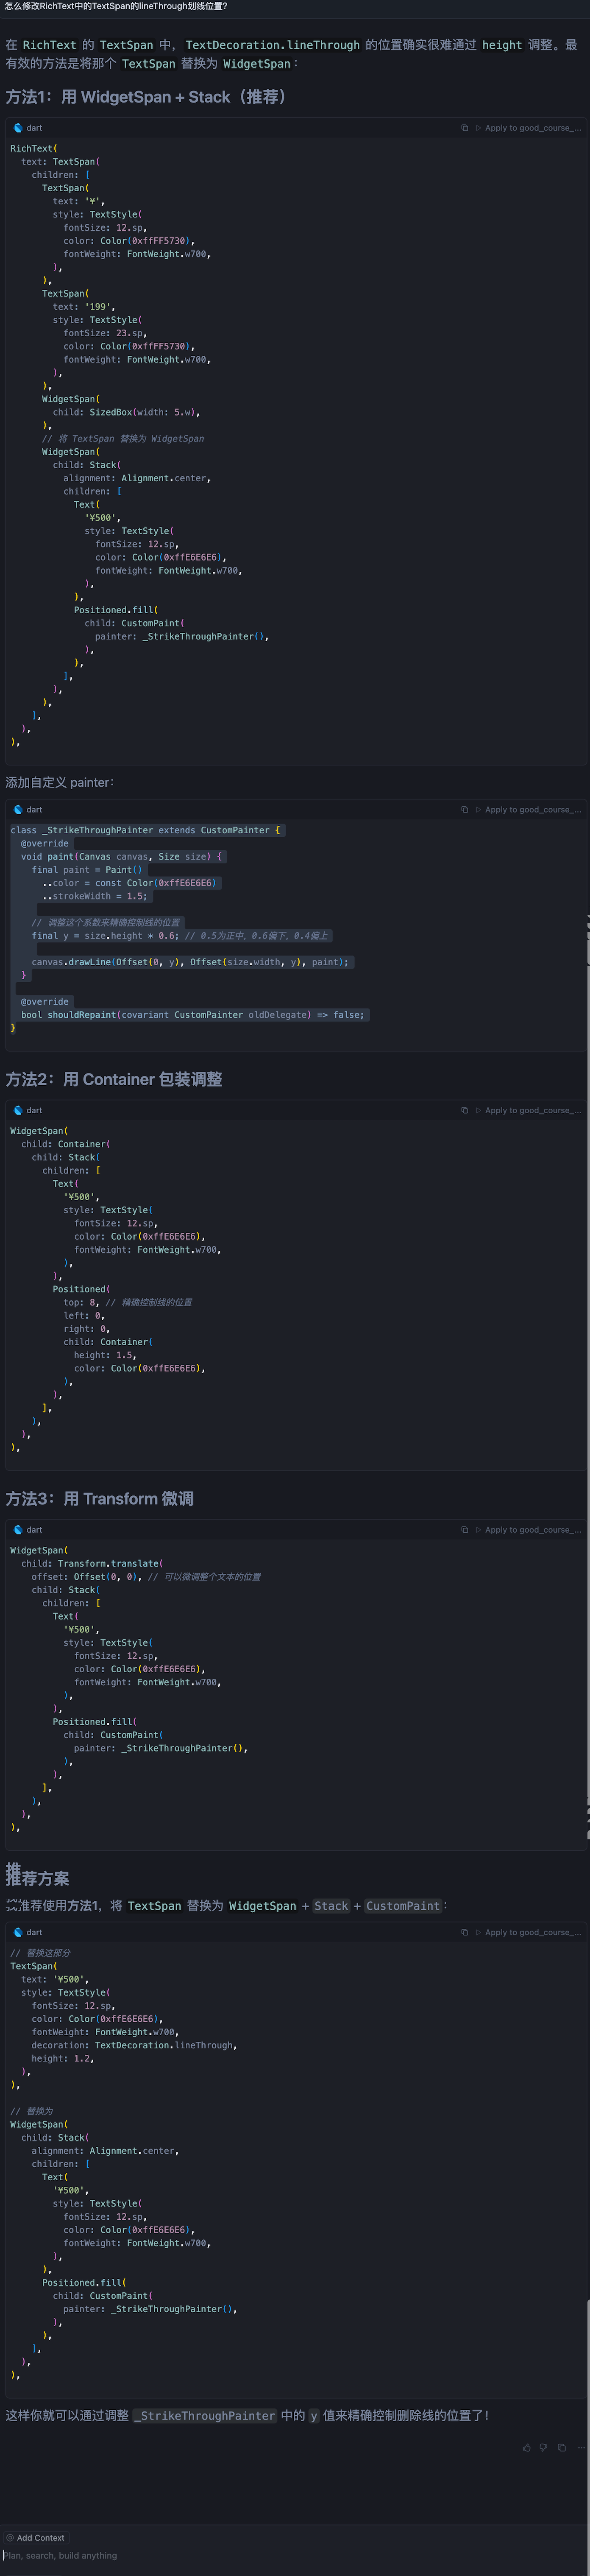 怎么修改RichText中的TextSpan的lineThrough划线位置?
在 RichText 的 TextSpan 中，TextDecoration.lineThrough 的位置确实很难通过 height 调整。最
有效的方法是将那个 TextSpan 替换为 WidgetSpan：
方法1：用 WidgetSpan + Stack（推荐）
dart
Apply to good_course_...
RichText(
  text: TextSpan(
    children: [
      TextSpan(
        text: '¥',
        style: TextStyle(
          fontSize: 12.sp,
          color: Color(0xffFF5730),
          fontWeight: FontWeight.w700,
        ),
      ),
      TextSpan(
        text: '199',
        style: TextStyle(
          fontSize: 23.sp,
          color: Color(0xffFF5730),
          fontWeight: FontWeight.w700,
        ),
      ),
      WidgetSpan(
        child: SizedBox(width: 5.w),
      ),
      // 将 TextSpan 替换为 WidgetSpan
      WidgetSpan(
        child: Stack(
          alignment: Alignment.center,
          children: [
            Text(
              '¥500',
              style: TextStyle(
                fontSize: 12.sp,
                color: Color(0xffE6E6E6),
                fontWeight: FontWeight.w700,
              ),
            ),
            Positioned.fill(
              child: CustomPaint(
                painter: _StrikeThroughPainter(),
              ),
            ),
          ],
        ),
      ),
    ],
  ),
),
添加自定义 painter：
dart
Apply to good_course_...
class _StrikeThroughPainter extends CustomPainter {
  @override
  void paint(Canvas canvas, Size size) {
    final paint = Paint()
      ..color = const Color(0xffE6E6E6)
      ..strokeWidth = 1.5;
    // 调整这个系数来精确控制线的位置
    final y = size.height * 0.6; // 0.5为正中，0.6偏下，0.4偏上
    canvas.drawLine(Offset(0, y), Offset(size.width, y), paint);
  }
  @override
  bool shouldRepaint(covariant CustomPainter oldDelegate) => false;
}
方法2：用 Container 包装调整
dart
Apply to good_course_...
WidgetSpan(
  child: Container(
    child: Stack(
      children: [
        Text(
          '¥500',
          style: TextStyle(
            fontSize: 12.sp,
            color: Color(0xffE6E6E6),
            fontWeight: FontWeight.w700,
          ),
        ),
        Positioned(
          top: 8, // 精确控制线的位置
          left: 0,
          right: 0,
          child: Container(
            height: 1.5,
            color: Color(0xffE6E6E6),
          ),
        ),
      ],
    ),
  ),
),
方法3：用 Transform 微调
dart
Apply to good_course_...
WidgetSpan(
  child: Transform.translate(
    offset: Offset(0, 0), // 可以微调整个文本的位置
    child: Stack(
      children: [
        Text(
          '¥500',
          style: TextStyle(
            fontSize: 12.sp,
            color: Color(0xffE6E6E6),
            fontWeight: FontWeight.w700,
          ),
        ),
        Positioned.fill(
          child: CustomPaint(
            painter: _StrikeThroughPainter(),
          ),
        ),
      ],
    ),
  ),
),
推荐方案
推荐使用方法1，将 TextSpan 替换为 WidgetSpan + Stack + CustomPaint：
dart
Apply to good_course_...
// 替换这部分
TextSpan(
  text: '¥500',
  style: TextStyle(
    fontSize: 12.sp,
    color: Color(0xffE6E6E6),
    fontWeight: FontWeight.w700,
    decoration: TextDecoration.lineThrough,
    height: 1.2,
  ),
),
// 替换为
WidgetSpan(
  child: Stack(
    alignment: Alignment.center,
    children: [
      Text(
        '¥500',
        style: TextStyle(
          fontSize: 12.sp,
          color: Color(0xffE6E6E6),
          fontWeight: FontWeight.w700,
        ),
      ),
      Positioned.fill(
        child: CustomPaint(
          painter: _StrikeThroughPainter(),
        ),
      ),
    ],
  ),
),
这样你就可以通过调整 _StrikeThroughPainter 中的 y 值来精确控制删除线的位置了！
@ Add Context
Plan, search, build anything